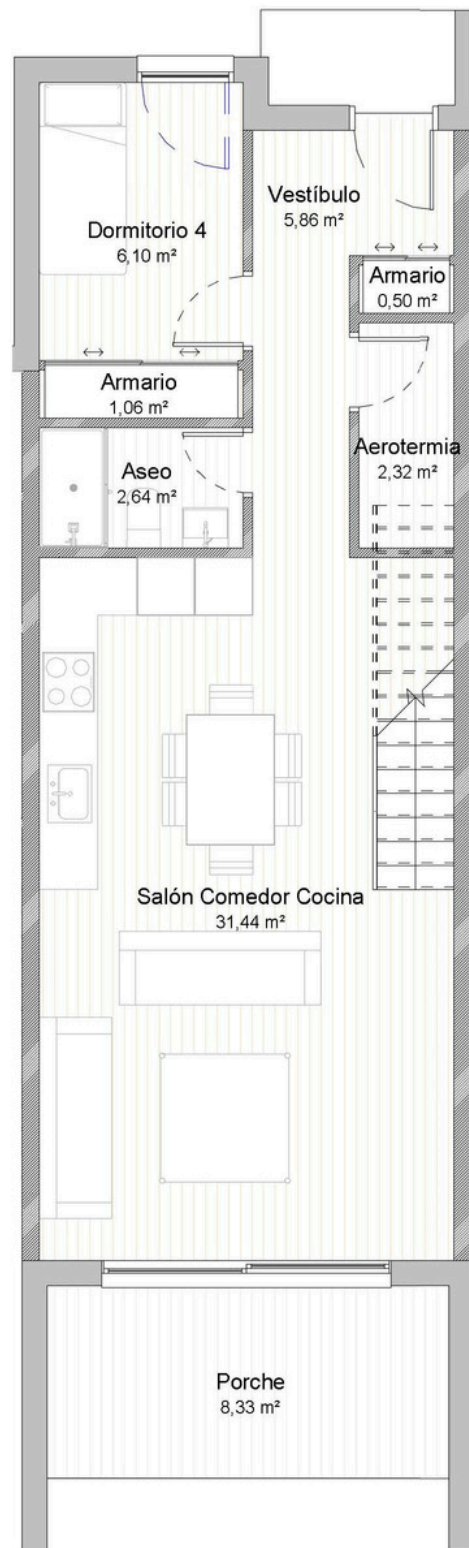 Vestíbulo
5,86 m²
Dormitorio 4
6,10 m²
Armario
0,50 m²
Armario
1,06 m²
Aerotermia
2,32 m²
Aseo
2,64 m²
Salón Comedor Cocina
31,44 m²
Porche
8,33 m²